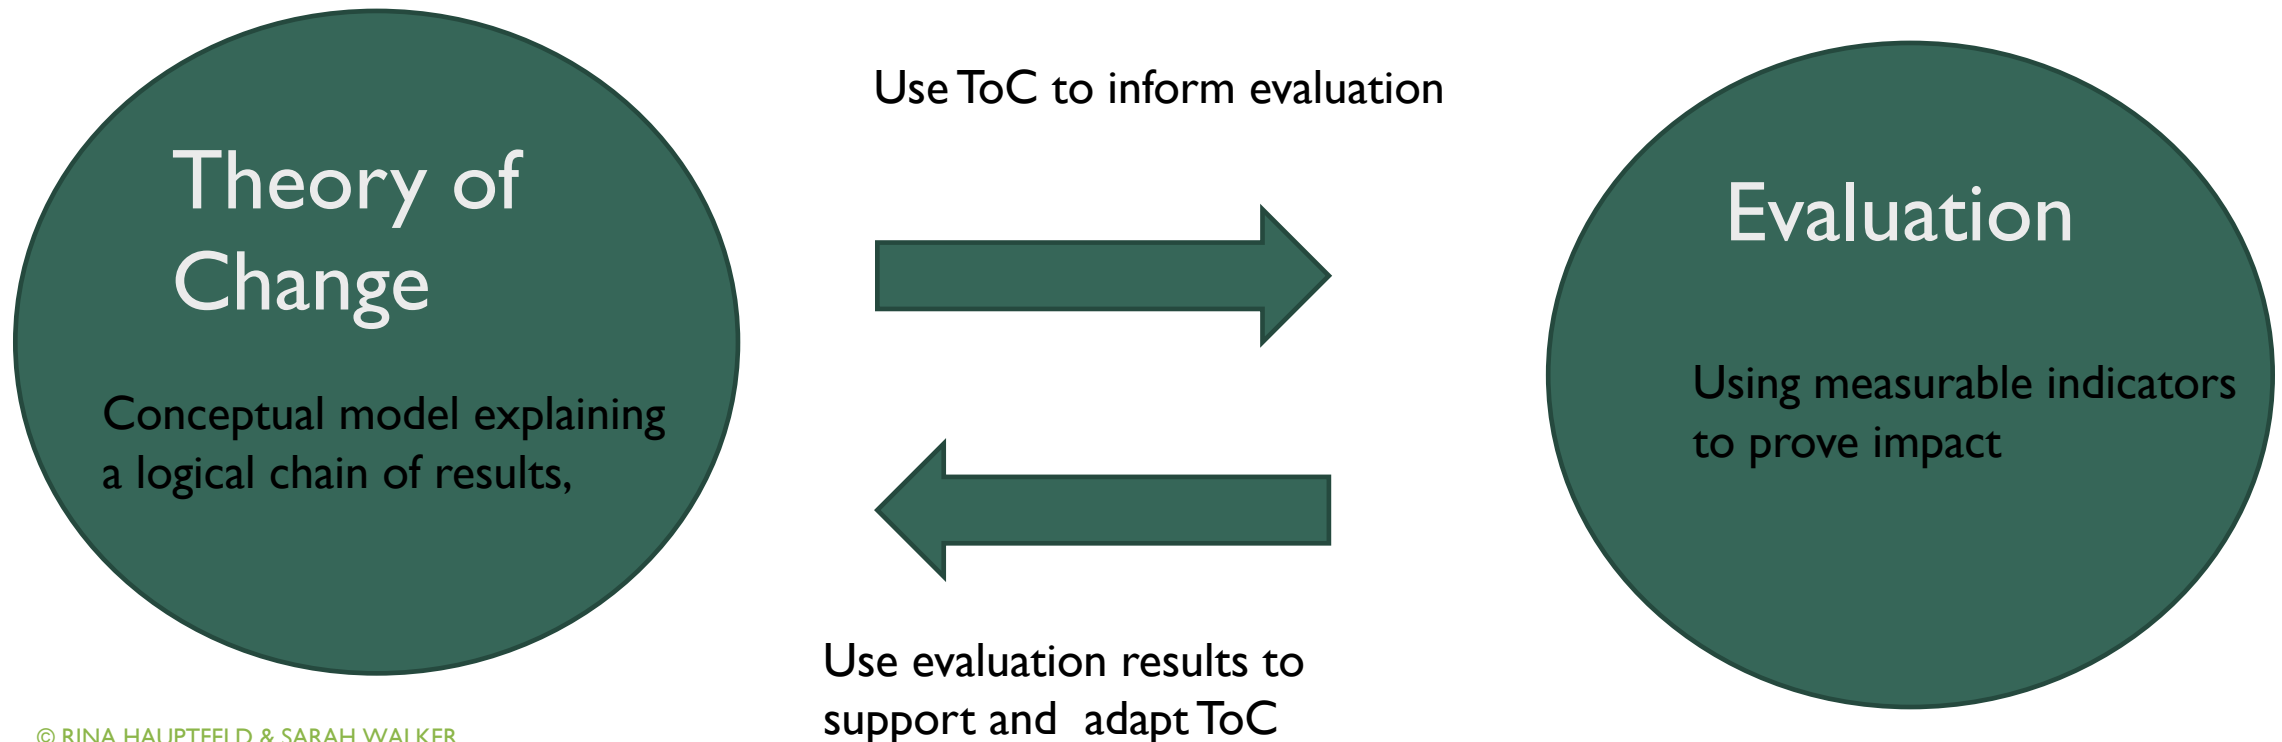 Theory of
Change
Conceptual model explaining
a logical chain of results,
Use ToC to inform evaluation
Use evaluation results to
support and  adapt ToC
Evaluation
Using measurable indicators
to prove impact
© RINA HAUPTFELD & SARAH WALKER